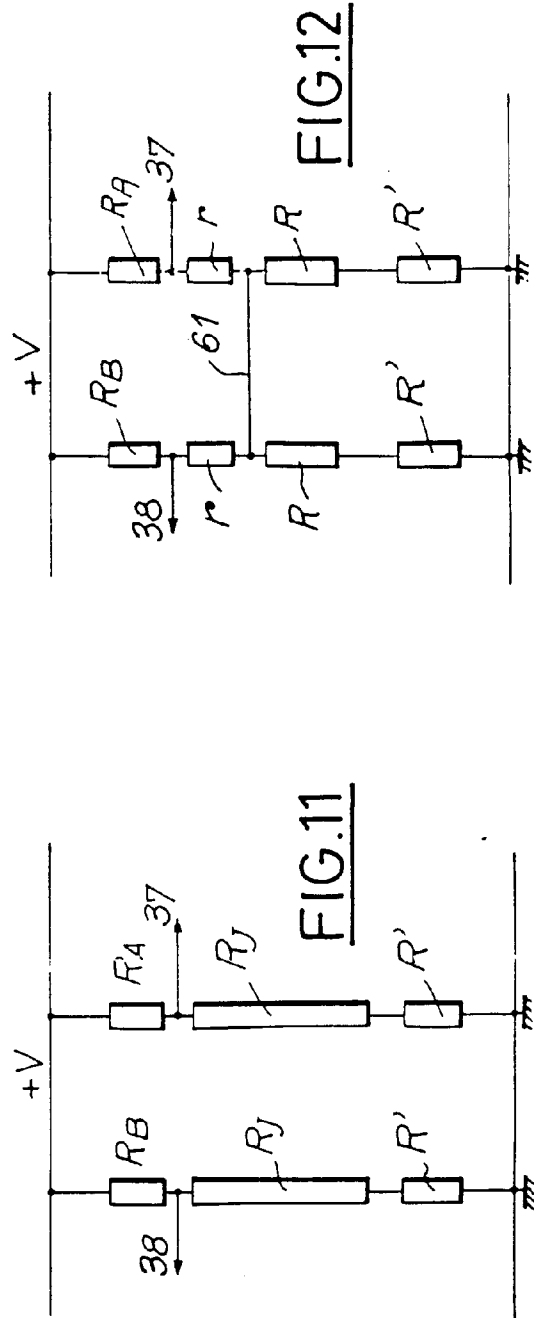 +V
RB
RA
38
37
RJ
RJ
R'
R'
FIG.11
+V
RB
RA
38
37
r
r
61
R
R
R'
R'
FIG.12